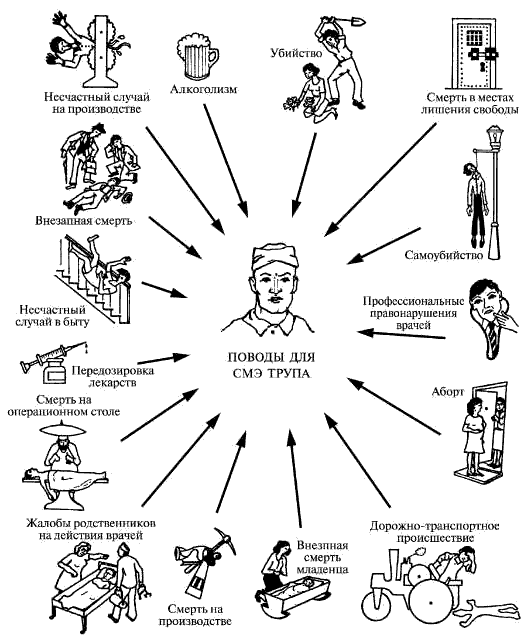 Несчастный случай
на производстве
Алкоголизм
Убийство
Смерть в местах
лишения свободы
Внезапная смерть
Самоубийство
Несчастный
случай в быту
Профессиональные
правонарушения
врачей
ПОВОДЫ ДЛЯ
СМЭ ТРУПА
Передозировка
лекарств
Аборт
Смерть на
операционном столе
Жалобы родственников
на действия врачей
Смерть на
производстве
Внезпная
смерть
младенца
Дорожно-транспортное
происшествие